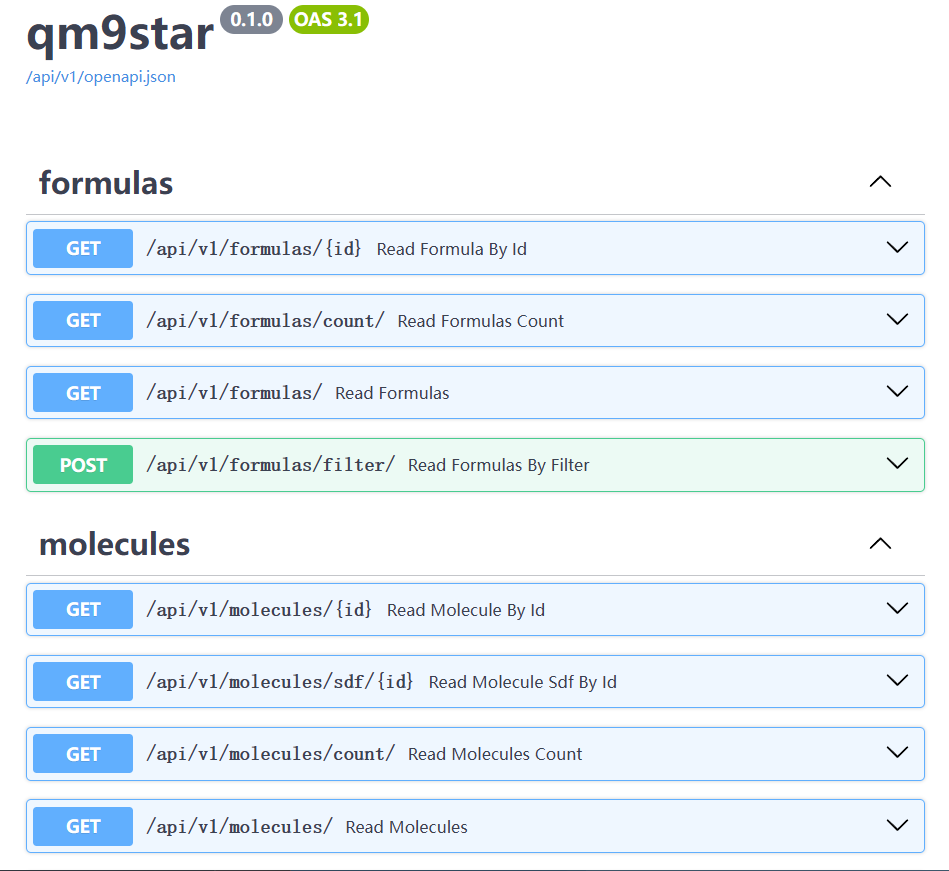 qm9star 0.1.0 OAS 3.1
/api/v1/openapi.json
formulas
GET /api/v1/formulas/{id} Read Formula By Id
GET /api/v1/formulas/count/ Read Formulas Count
GET /api/v1/formulas/ Read Formulas
POST /api/v1/formulas/filter/ Read Formulas By Filter
molecules
GET /api/v1/molecules/{id} Read Molecule By Id
GET /api/v1/molecules/sdf/{id} Read Molecule Sdf By Id
GET /api/v1/molecules/count/ Read Molecules Count
GET /api/v1/molecules/ Read Molecules